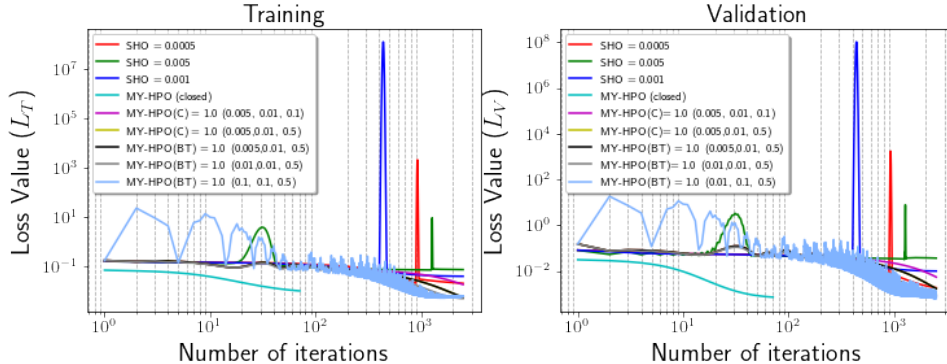 Training
Loss Value (L_T)
10^7
10^5
10^3
10^1
10^-1
SHO = 0.0005
SHO = 0.005
SHO = 0.001
MY-HPO (closed)
MY-HPO(C)= 1.0 (0.005, 0.01, 0.1)
MY-HPO(C)= 1.0 (0.005,0.01, 0.5)
MY-HPO(BT) = 1.0 (0.005,0.01, 0.5)
MY-HPO(BT) = 1.0 (0.01,0.01, 0.5)
MY-HPO(BT) = 1.0 (0.1, 0.1, 0.5)
10^0 10^1 10^2 10^3
Number of iterations
Validation
Loss Value (L_V)
10^8
10^6
10^4
10^2
10^0
10^-2
SHO = 0.0005
SHO = 0.005
SHO = 0.001
MY-HPO (closed)
MY-HPO(C)= 1.0 (0.005, 0.01, 0.1)
MY-HPO(C)= 1.0 (0.005,0.01, 0.5)
MY-HPO(BT) = 1.0 (0.005,0.01, 0.5)
MY-HPO(BT)= 1.0 (0.01,0.01, 0.5)
MY-HPO(BT) = 1.0 (0.01, 0.1, 0.5)
10^0 10^1 10^2 10^3
Number of iterations